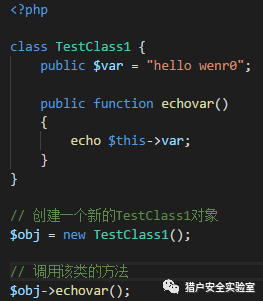 <?php
class TestClass1 {
    public $var = "hello wenr0";
    public function echovar()
    {
        echo $this->var;
    }
}
// 创建一个新的TestClass1对象
$obj = new TestClass1();
// 调用该类的方法
$obj->echovar();
猎户安全实验室